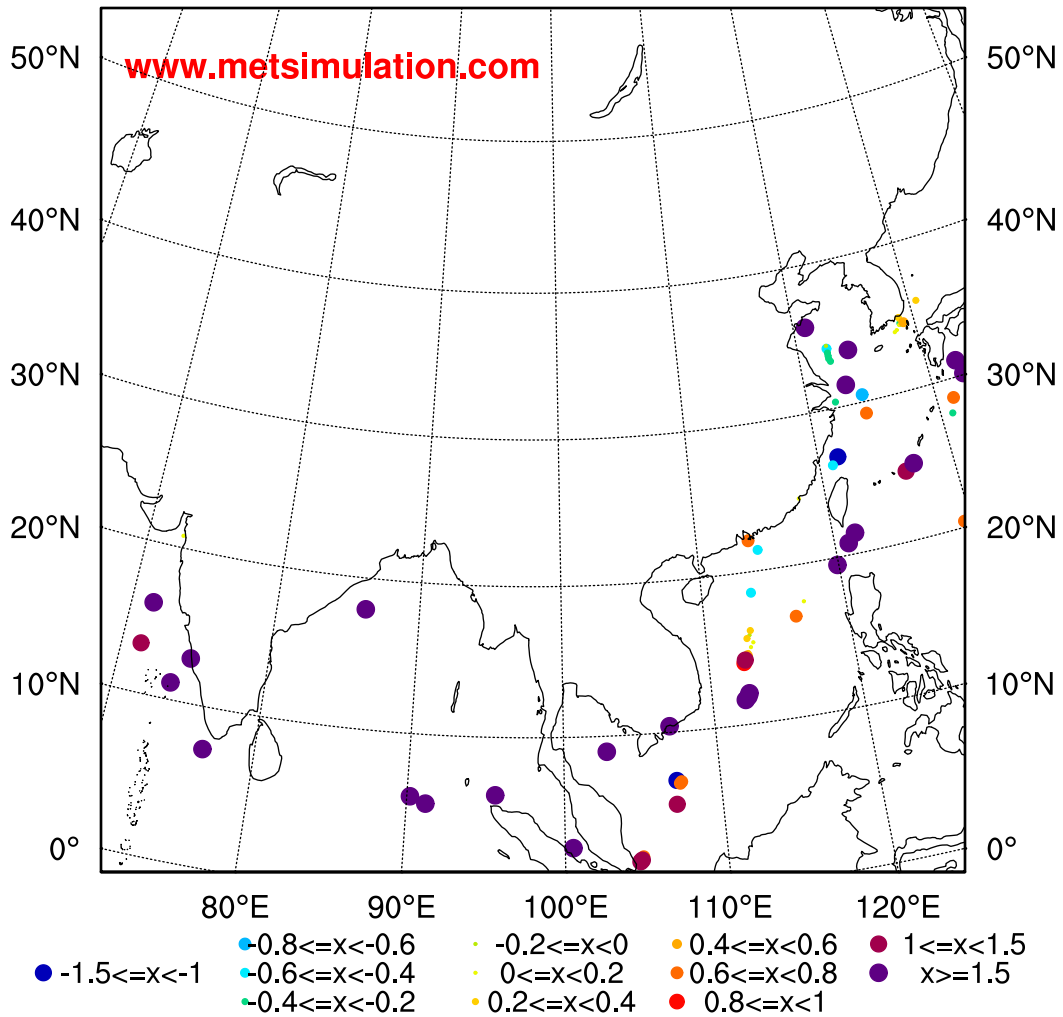 www.metsimulation.com
50°N 50°N
40°N 40°N
30°N 30°N
20°N 20°N
10°N 10°N
0° 0°
80°E 90°E 100°E 110°E 120°E
-0.8<=x<-0.6 -0.2<=x<0 0.4<=x<0.6 1<=x<1.5
-1.5<=x<-1 -0.6<=x<-0.4 0<=x<0.2 0.6<=x<0.8 x>=1.5
-0.4<=x<-0.2 0.2<=x<0.4 0.8<=x<1